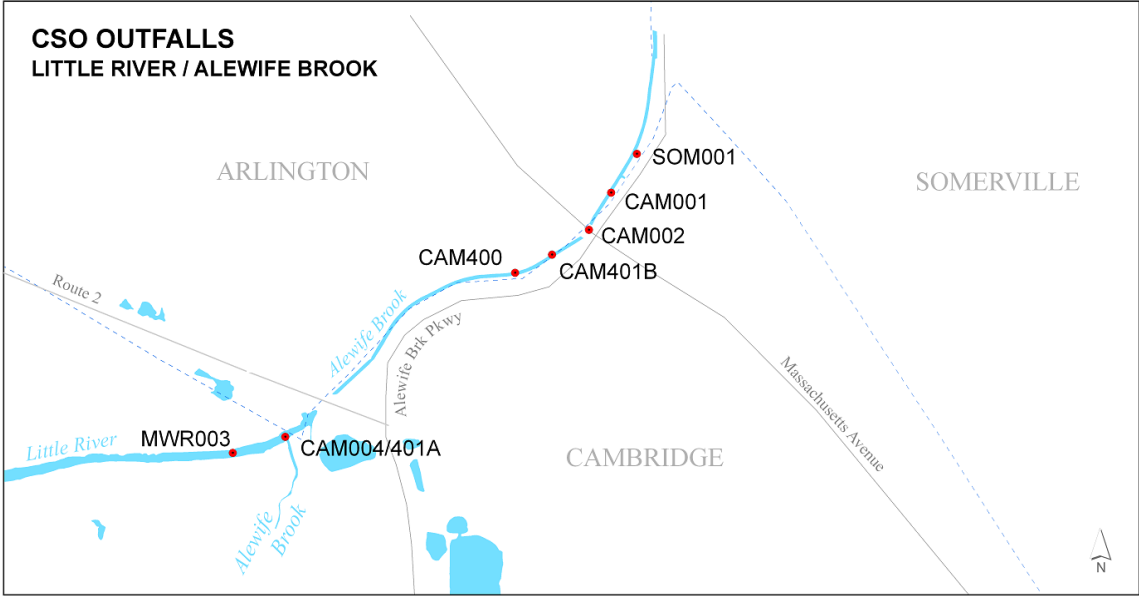 CSO OUTFALLS
LITTLE RIVER / ALEWIFE BROOK
SOM001
ARLINGTON
SOMERVILLE
CAM001
CAM002
CAM400
CAM401B
Route 2
Alewife Brook
Alewife Brk Pkwy
Massachusetts Avenue
MWR003
Little River
CAM004/401A
CAMBRIDGE
Alewife
Brook
N